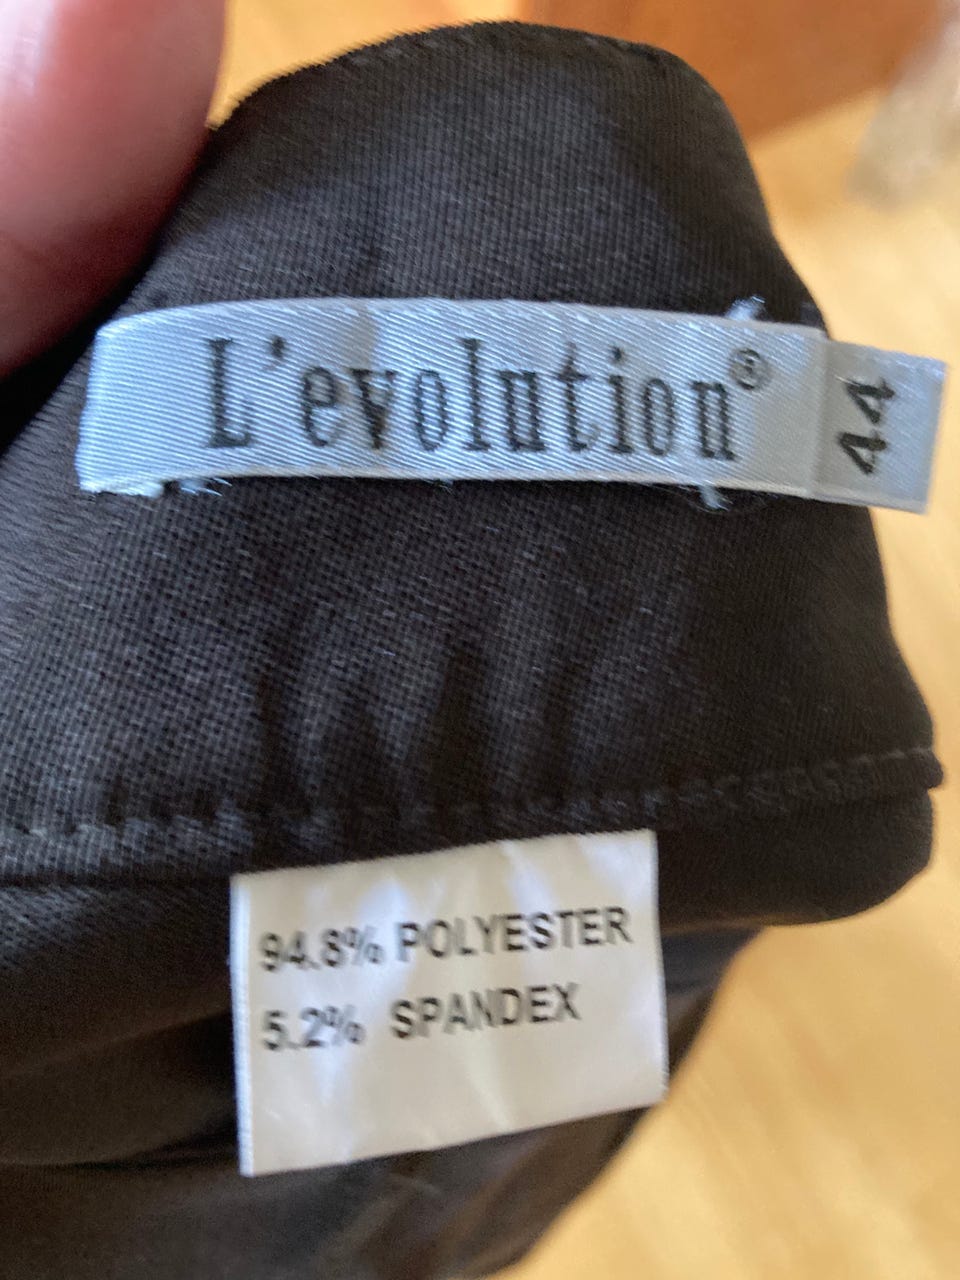 L'evolution®
44
94.8% POLYESTER
5.2% SPANDEX